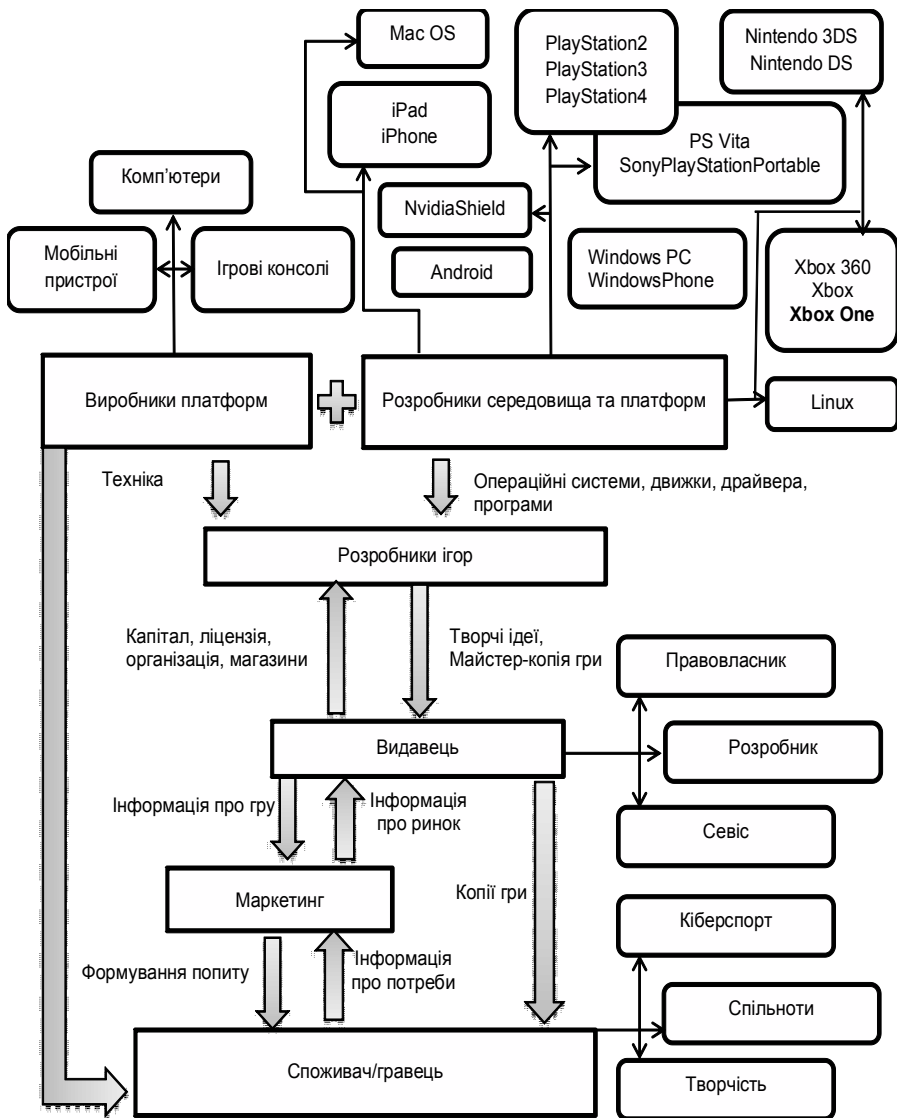 Mac OS
PlayStation2
PlayStation3
PlayStation4
Nintendo 3DS
Nintendo DS
iPad
iPhone
PS Vita
SonyPlayStationPortable
Комп’ютери
NvidiaShield
Мобільні
пристрої
Ігрові консолі
Android
Windows PC
WindowsPhone
Xbox 360
Xbox
Xbox One
Виробники платформ
Розробники середовища та платформ
Linux
Техніка
Операційні системи, движки, драйвера,
програми
Розробники ігор
Капітал, ліцензія,
організація, магазини
Творчі ідеї,
Майстер-копія гри
Правовласник
Видавець
Розробник
Інформація про гру
Інформація
про ринок
Севіс
Маркетинг
Копії гри
Кіберспорт
Формування попиту
Інформація
про потреби
Спільноти
Споживач/гравець
Творчість